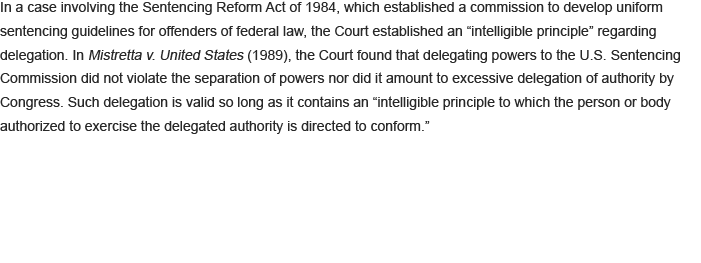 In a case involving the Sentencing Reform Act of 1984, which established a commission to develop uniform
sentencing guidelines for offenders of federal law, the Court established an “intelligible principle” regarding
delegation. In Mistretta v. United States (1989), the Court found that delegating powers to the U.S. Sentencing
Commission did not violate the separation of powers nor did it amount to excessive delegation of authority by
Congress. Such delegation is valid so long as it contains an “intelligible principle to which the person or body
authorized to exercise the delegated authority is directed to conform.”